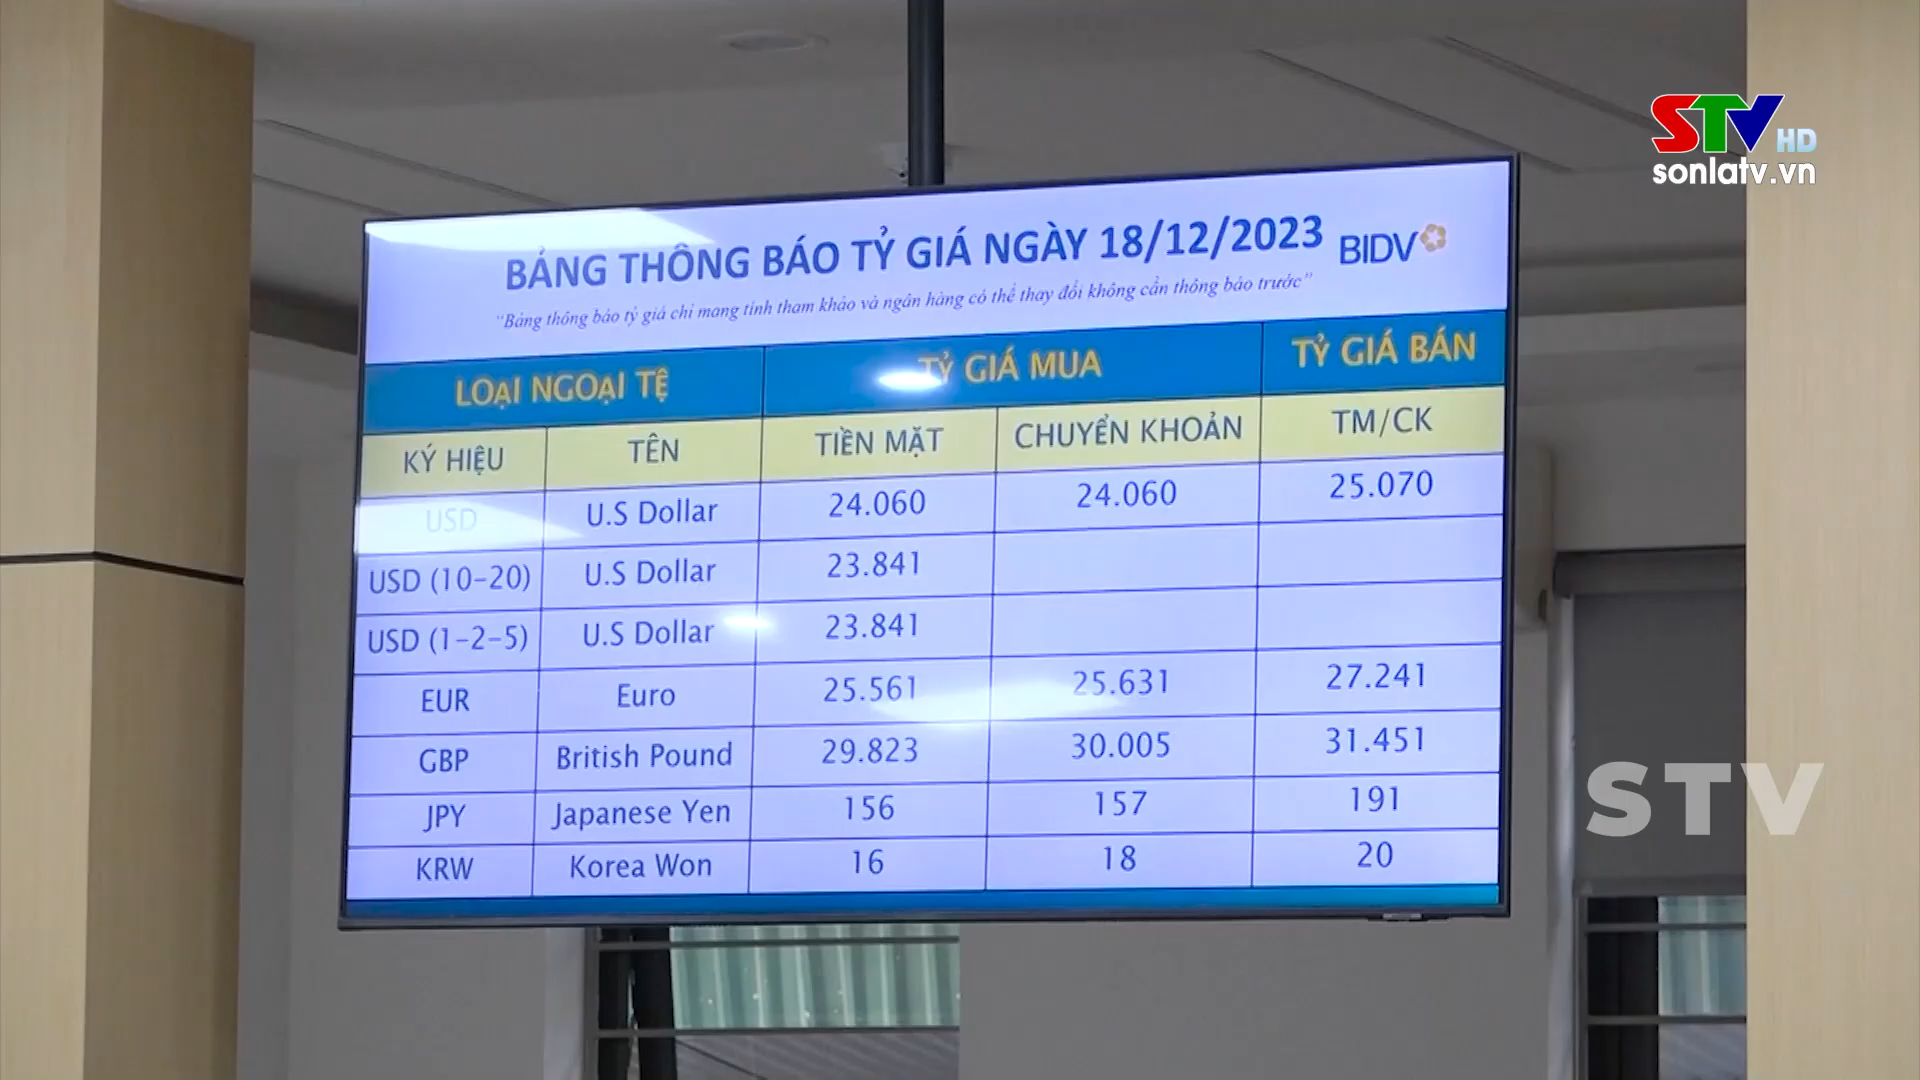 STV HD
sonlatv.vn
BẢNG THÔNG BÁO TỶ GIÁ NGÀY 18/12/2023 BIDV
"Bảng thông báo tỷ giá chỉ mang tính tham khảo và ngân hàng có thể thay đổi không cần thông báo trước"
LOẠI NGOẠI TỆ TỶ GIÁ MUA TỶ GIÁ BÁN
KÝ HIỆU TÊN TIỀN MẶT CHUYỂN KHOẢN TM/CK
USD U.S Dollar 24.060 24.060 25.070
USD (10-20) U.S Dollar 23.841
USD (1-2-5) U.S Dollar 23.841
EUR Euro 25.561 25.631 27.241
GBP British Pound 29.823 30.005 31.451
JPY Japanese Yen 156 157 191
KRW Korea Won 16 18 20
STV